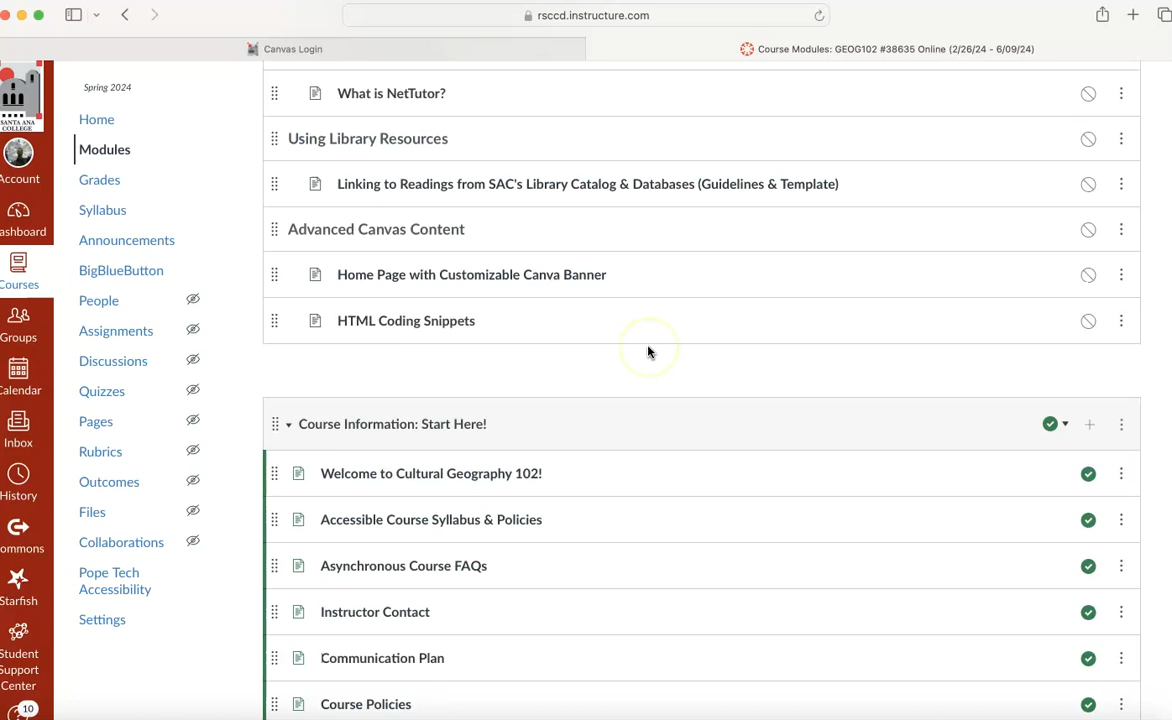 rsccd.instructure.com
Canvas Login
Course Modules: GEOG102 #38635 Online (2/26/24 - 6/09/24)
SANTA ANA
COLLEGE
Account
ashboard
Courses
Groups
Calendar
Inbox
History
ommons
Starfish
Student
Support
Center
10
Spring 2024
Home
Modules
Grades
Syllabus
Announcements
BigBlueButton
People
Assignments
Discussions
Quizzes
Pages
Rubrics
Outcomes
Files
Collaborations
Pope Tech
Accessibility
Settings
What is NetTutor?
Using Library Resources
Linking to Readings from SAC's Library Catalog & Databases (Guidelines & Template)
Advanced Canvas Content
Home Page with Customizable Canva Banner
HTML Coding Snippets
Course Information: Start Here!
Welcome to Cultural Geography 102!
Accessible Course Syllabus & Policies
Asynchronous Course FAQs
Instructor Contact
Communication Plan
Course Policies